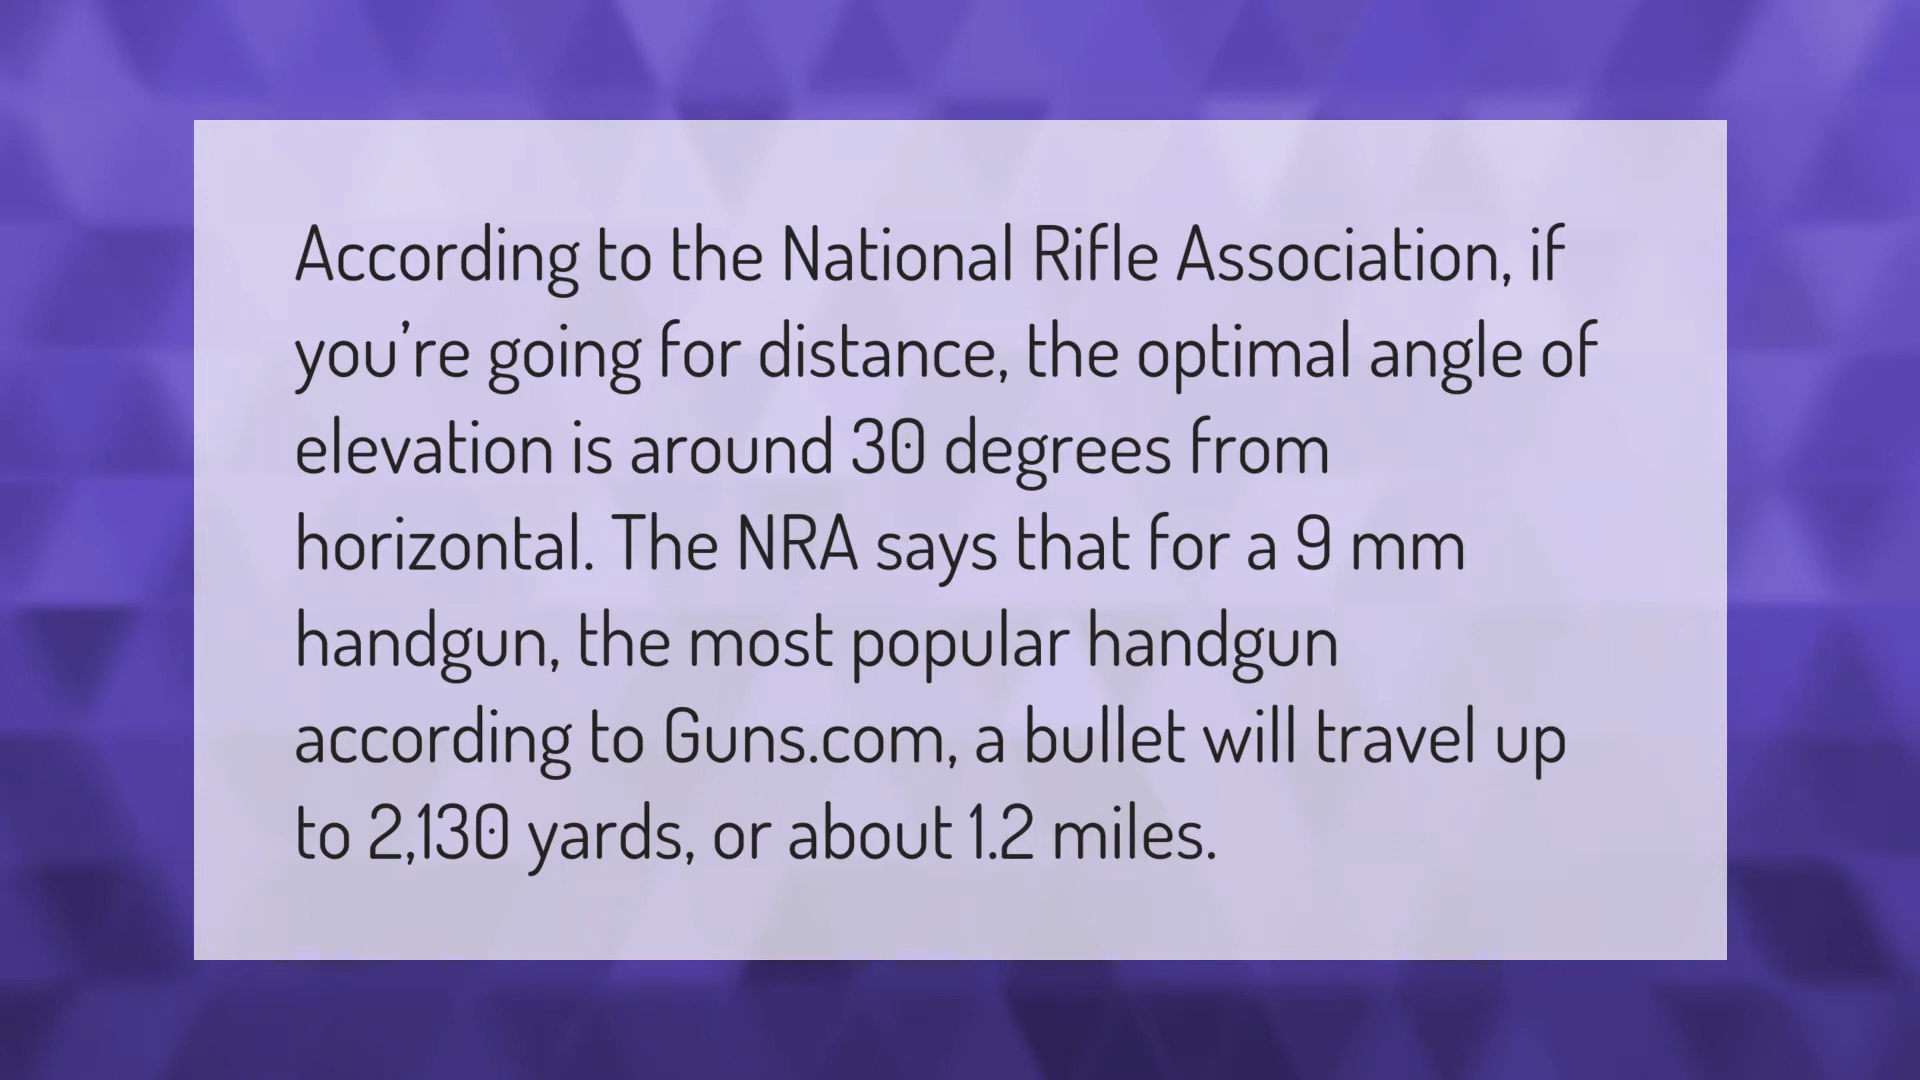 According to the National Rifle Association, if
you're going for distance, the optimal angle of
elevation is around 30 degrees from
horizontal. The NRA says that for a 9 mm
handgun, the most popular handgun
according to Guns.com, a bullet will travel up
to 2,130 yards, or about 1.2 miles.